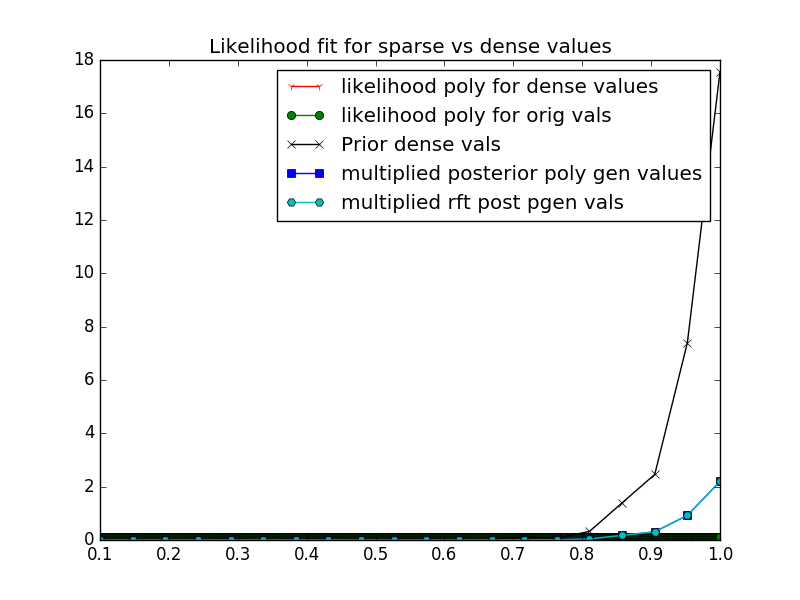 Likelihood fit for sparse vs dense values
likelihood poly for dense values
likelihood poly for orig vals
Prior dense vals
multiplied posterior poly gen values
multiplied rft post pgen vals
18
16
14
12
10
8
6
4
2
0
0.1 0.2 0.3 0.4 0.5 0.6 0.7 0.8 0.9 1.0